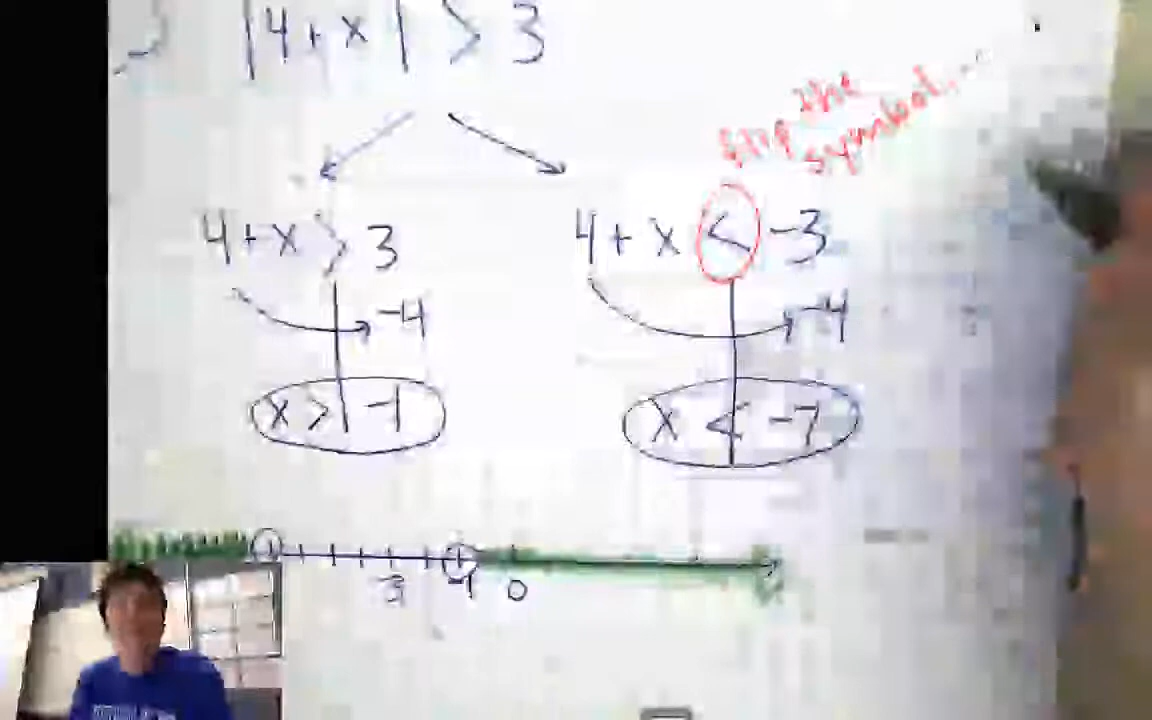 |4+x| > 3
flip the
symbol...
4+x > 3
4+x < -3
-4
-4
x > -1
x < -7
3 -1 0